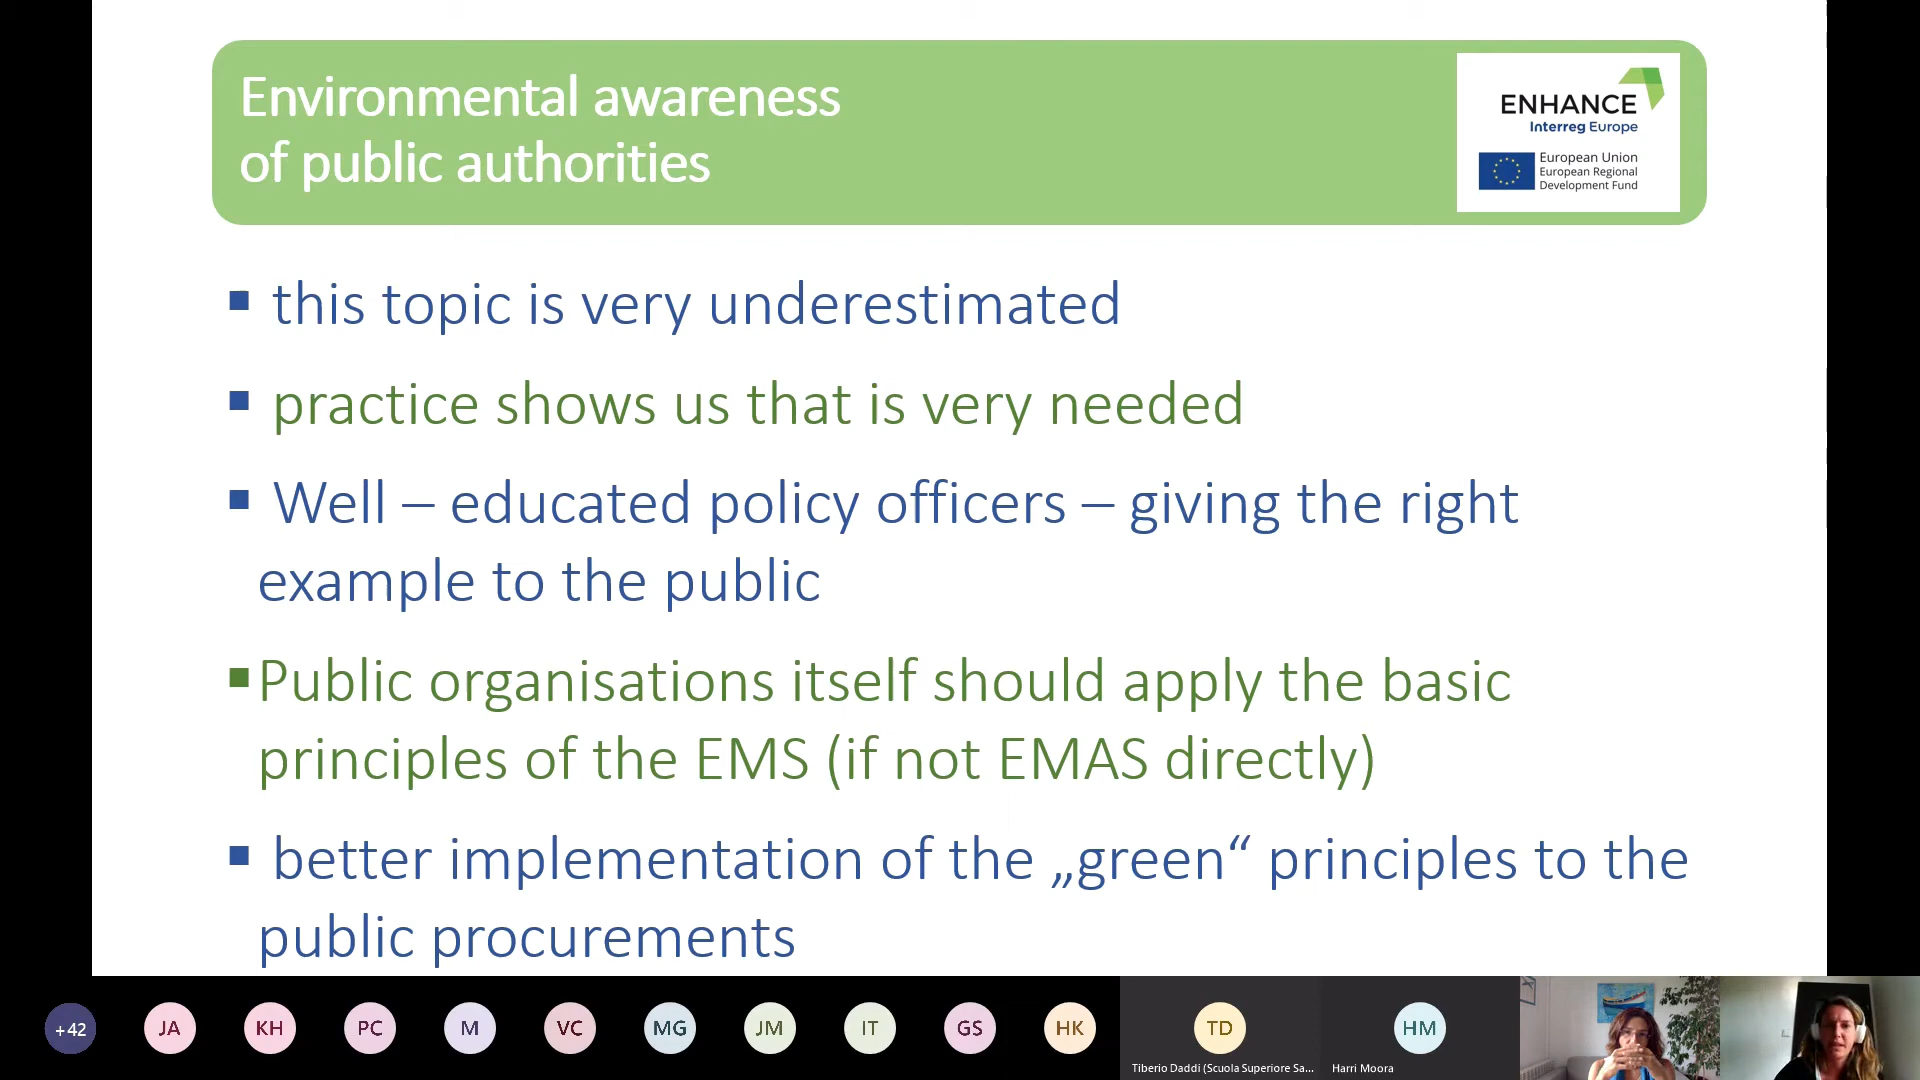 Environmental awareness
of public authorities
ENHANCE
Interreg Europe
European Union
European Regional
Development Fund
▪ this topic is very underestimated
▪ practice shows us that is very needed
▪ Well – educated policy officers – giving the right
example to the public
▪Public organisations itself should apply the basic
principles of the EMS (if not EMAS directly)
▪ better implementation of the „green“ principles to the
public procurements
+42
JA
KH
PC
M
VC
MG
JM
IT
GS
HK
TD
HM
Tiberio Daddi (Scuola Superiore Sa...
Harri Moora